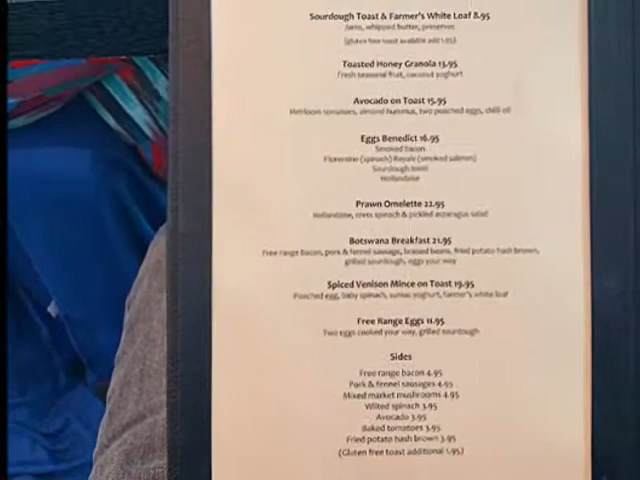 Sourdough Toast & Farmer's White Loaf 8.95
Jams, whipped butter, preserves
(gluten free toast available add 1.95)
Toasted Honey Granola 13.95
Fresh seasonal fruit, coconut yoghurt
Avocado on Toast 15.95
Heirloom tomatoes, almond hummus, two poached eggs, chilli oil
Eggs Benedict 16.95
Smoked bacon
Florentine (spinach) Royale (smoked salmon)
Sourdough toast
Hollandaise
Prawn Omelette 22.95
Hollandaise, cress spinach & pickled asparagus salad
Botswana Breakfast 21.95
Free range bacon, pork & fennel sausage, braised beans, fried potato hash brown,
grilled sourdough, eggs your way
Spiced Venison Mince on Toast 19.95
Poached egg, baby spinach, yoghurt, farmer's white loaf
Free Range Eggs 11.95
Two eggs cooked your way, grilled sourdough
Sides
Free range bacon 4.95
Pork & fennel sausages 4.95
Mixed market mushrooms 4.95
Wilted spinach 3.95
Avocado 3.95
Baked tomatoes 3.95
Fried potato hash brown 3.95
(Gluten free toast additional 1.95)